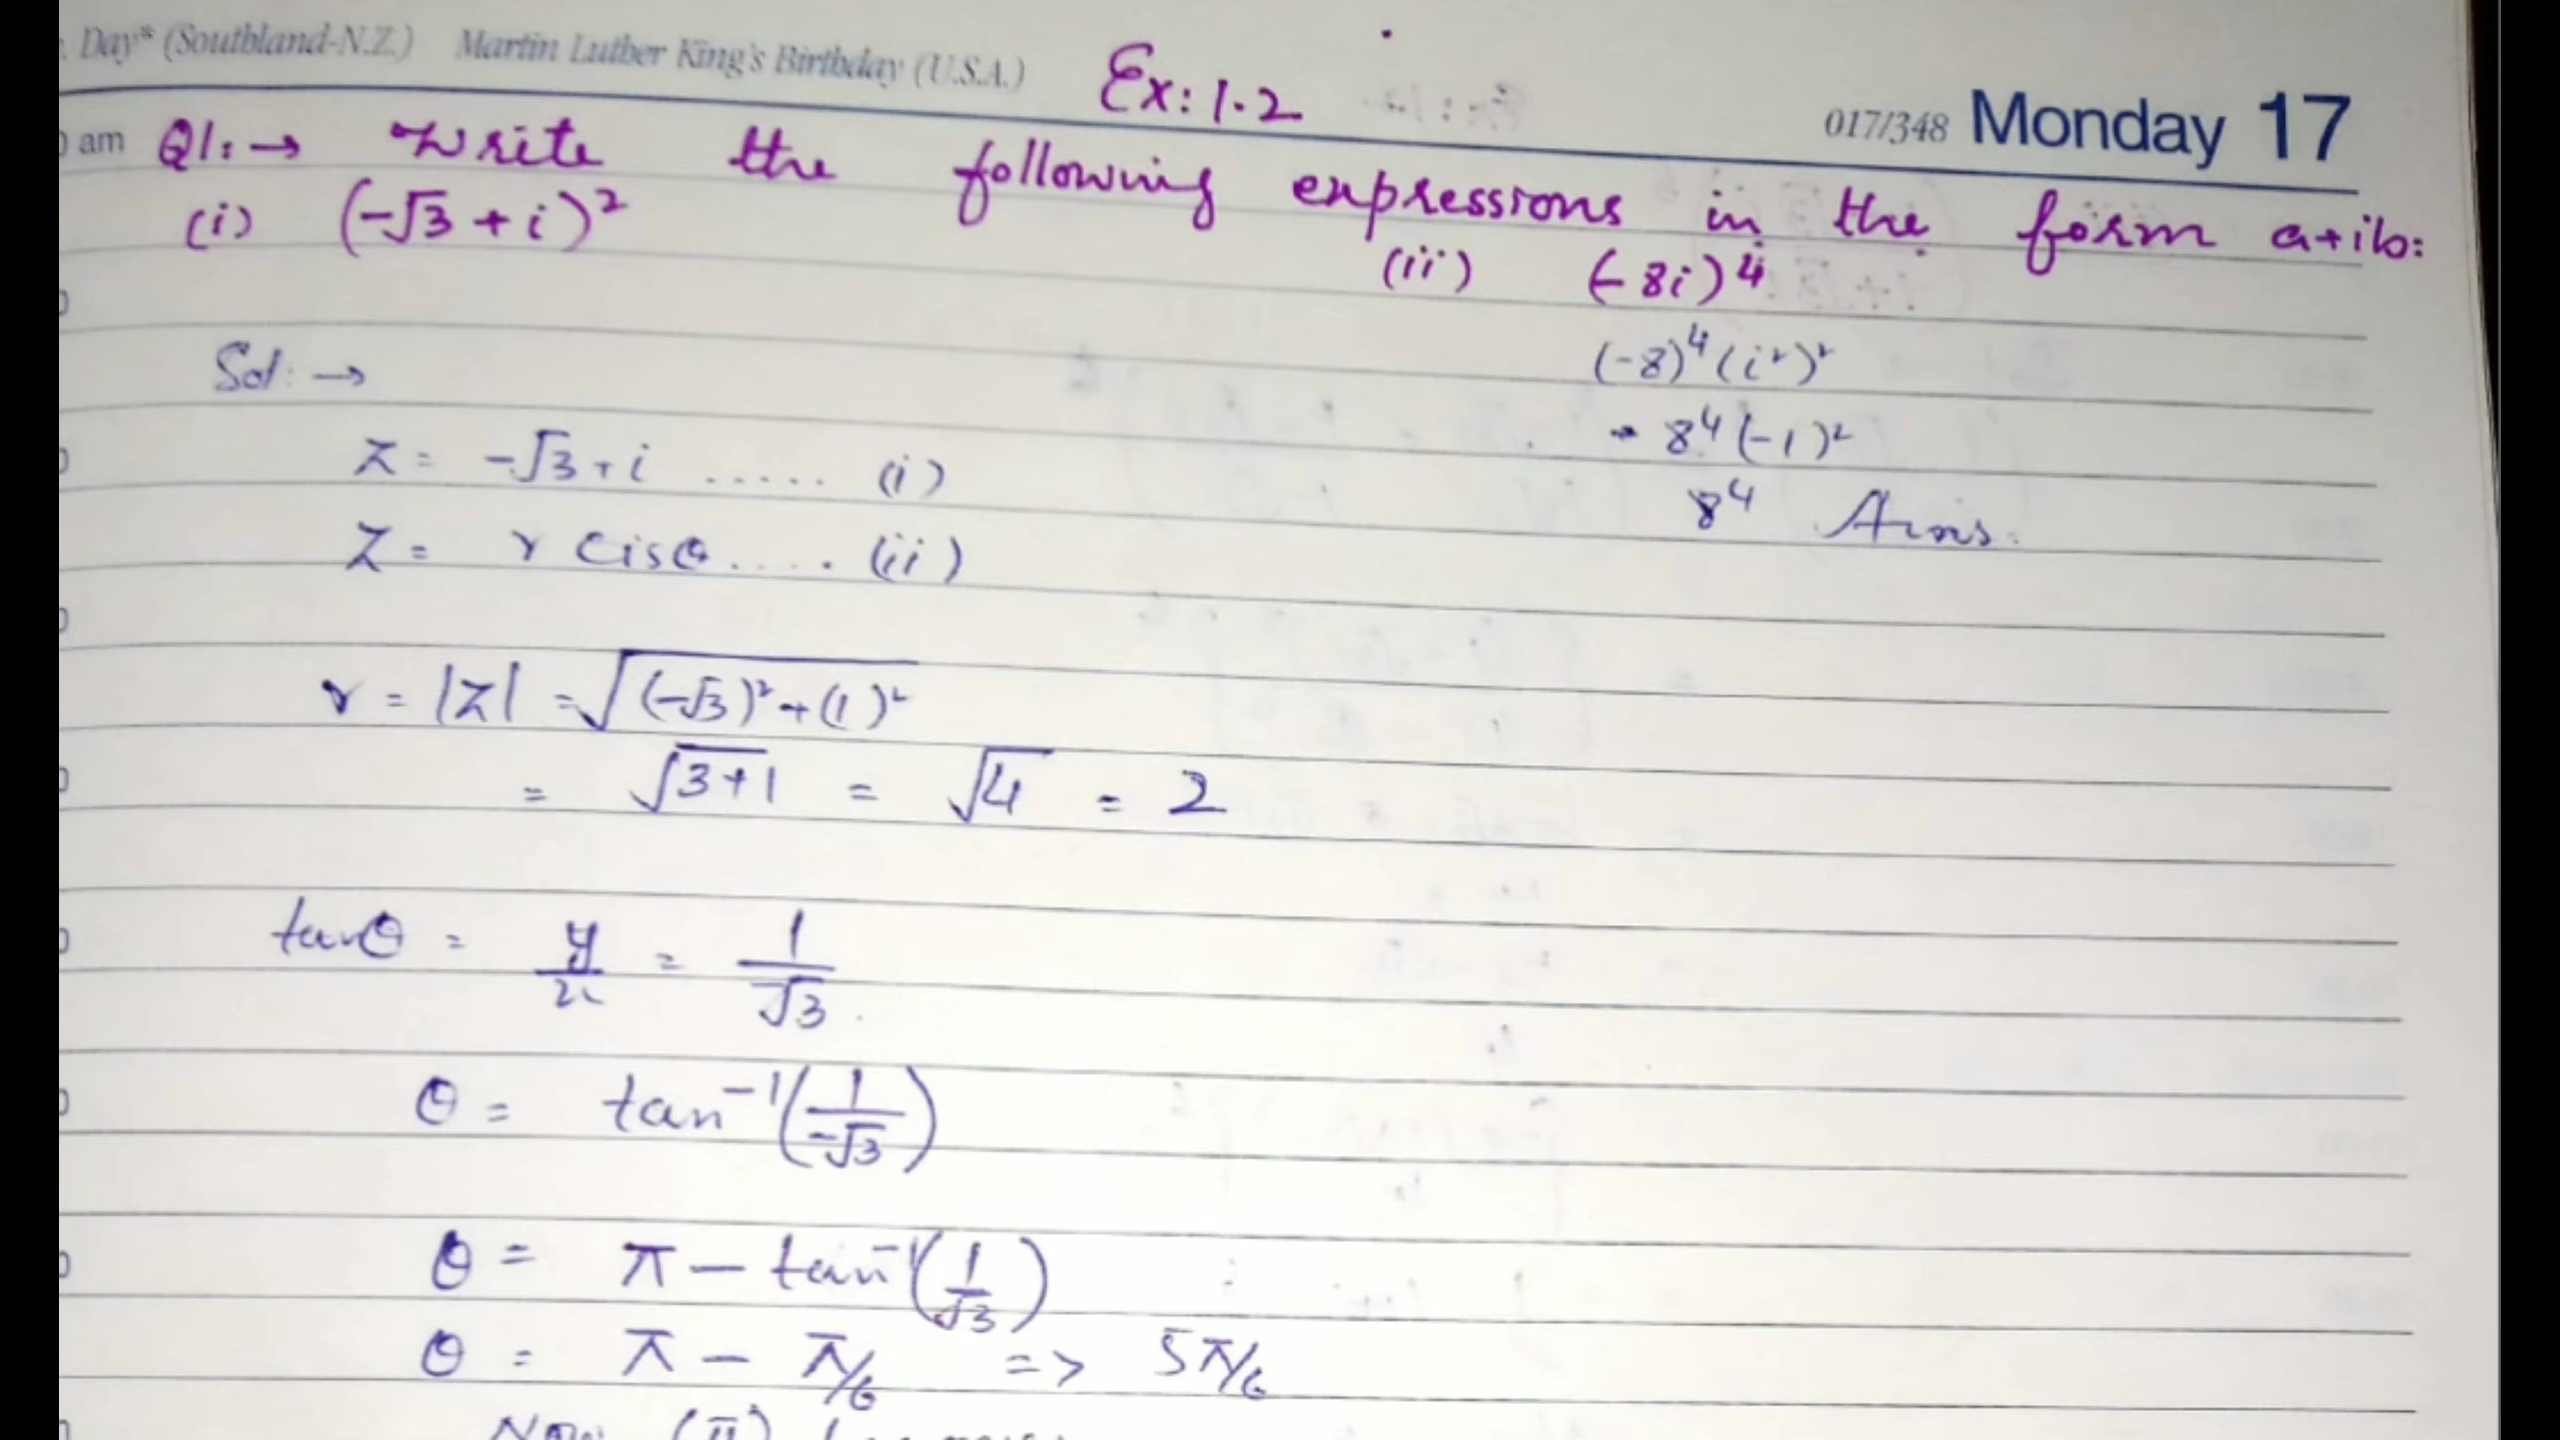 Day* (Southland-N.Z.) Martin Luther King's Birthday (U.S.A.)
Ex: 1.2
017/348 Monday 17
am
Q1: → Write the following expressions in the form a+ib:
(i) (-√3 + i)²
(ii) (-8i)⁴
(-8)⁴ (i²)²
8⁴ (-1)²
8⁴ Ans.
Sol: →
z = -√3 + i ..... (i)
z = r cisθ .... (ii)
r = |z| = √((-√3)² + (1)²)
= √(3+1) = √4 = 2
tanθ = y/x = 1/-√3
θ = tan⁻¹(1/-√3)
θ = π - tan⁻¹(1/√3)
θ = π - π/6 => 5π/6
Now (ii)